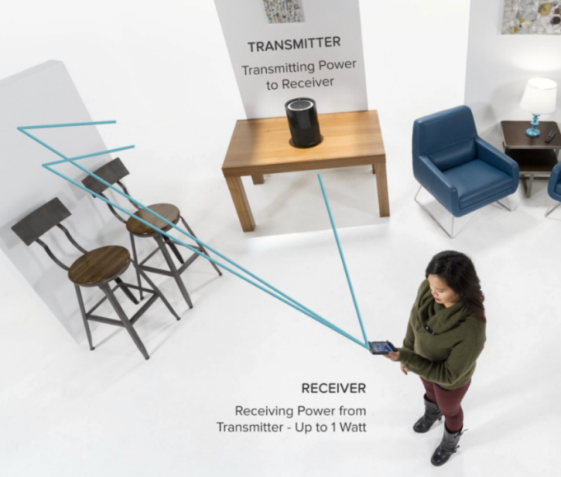 TRANSMITTER
Transmitting Power
to Receiver
RECEIVER
Receiving Power from
Transmitter - Up to 1 Watt